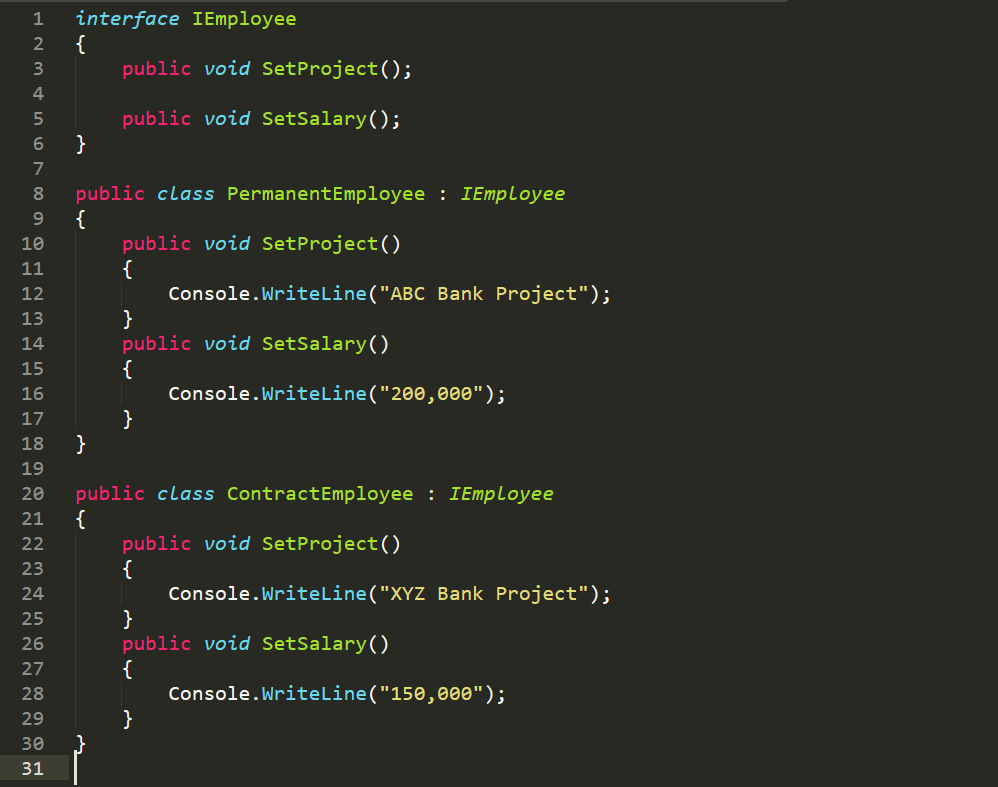 1 interface IEmployee
2 {
3     public void SetProject();
4
5     public void SetSalary();
6 }
7
8 public class PermanentEmployee : IEmployee
9 {
10     public void SetProject()
11     {
12         Console.WriteLine("ABC Bank Project");
13     }
14     public void SetSalary()
15     {
16         Console.WriteLine("200,000");
17     }
18 }
19
20 public class ContractEmployee : IEmployee
21 {
22     public void SetProject()
23     {
24         Console.WriteLine("XYZ Bank Project");
25     }
26     public void SetSalary()
27     {
28         Console.WriteLine("150,000");
29     }
30 }
31